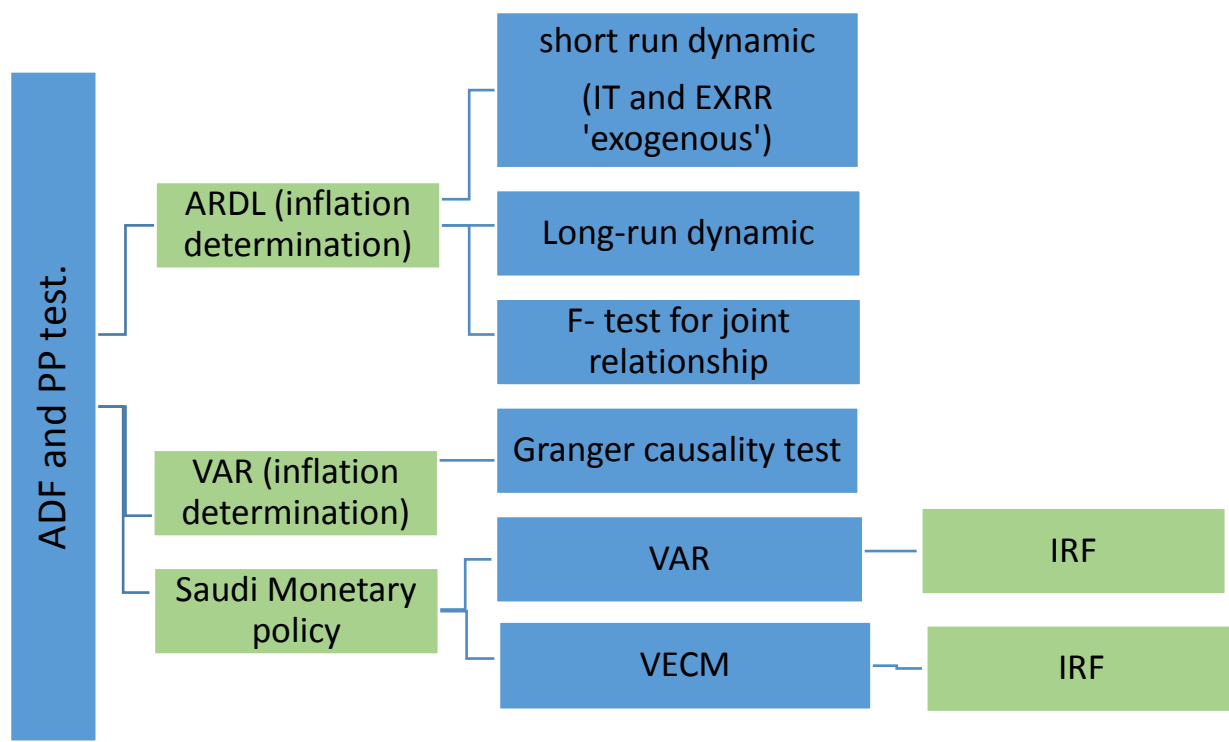 ADF and PP test.
ARDL (inflation
determination)
short run dynamic
(IT and EXRR
'exogenous')
Long-run dynamic
F- test for joint
relationship
VAR (inflation
determination)
Granger causality test
Saudi Monetary
policy
VAR
IRF
VECM
IRF